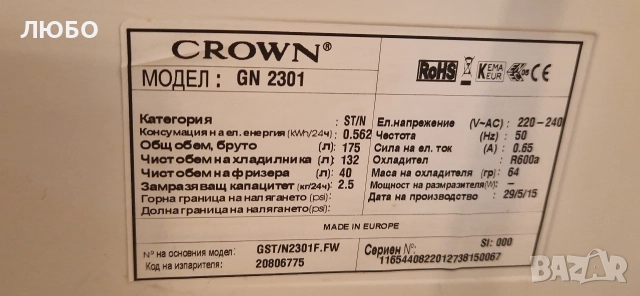 ЛЮБО
CROWN®
МОДЕЛ : GN 2301
RoHS KEMA EUR 05 CE
Категория : ST/N
Консумация на ел. енергия (kWh/24ч) : 0.562
Общ обем, бруто (л) : 175
Чист обем на хладилника (л) : 132
Чист обем на фризера (л) : 40
Замразяващ капацитет (кг/24ч) : 2.5
Горна граница на налягането (psi) :
Долна граница на налягането (psi) :
Ел.напрежение (V~AC) : 220-240
Честота (Hz) : 50
Сила на ел. ток (A) : 0.65
Охладител : R600a
Маса на охладителя (гр) : 64
Мощност на размразителя (W) : –
Дата на производство : 29/5/15
MADE IN EUROPE
Nº на основния модел: GST/N2301F.FW
Код на изпарител: 20806775
Сериен Nº: SI: 000
1165440822012738150067
BAZAR